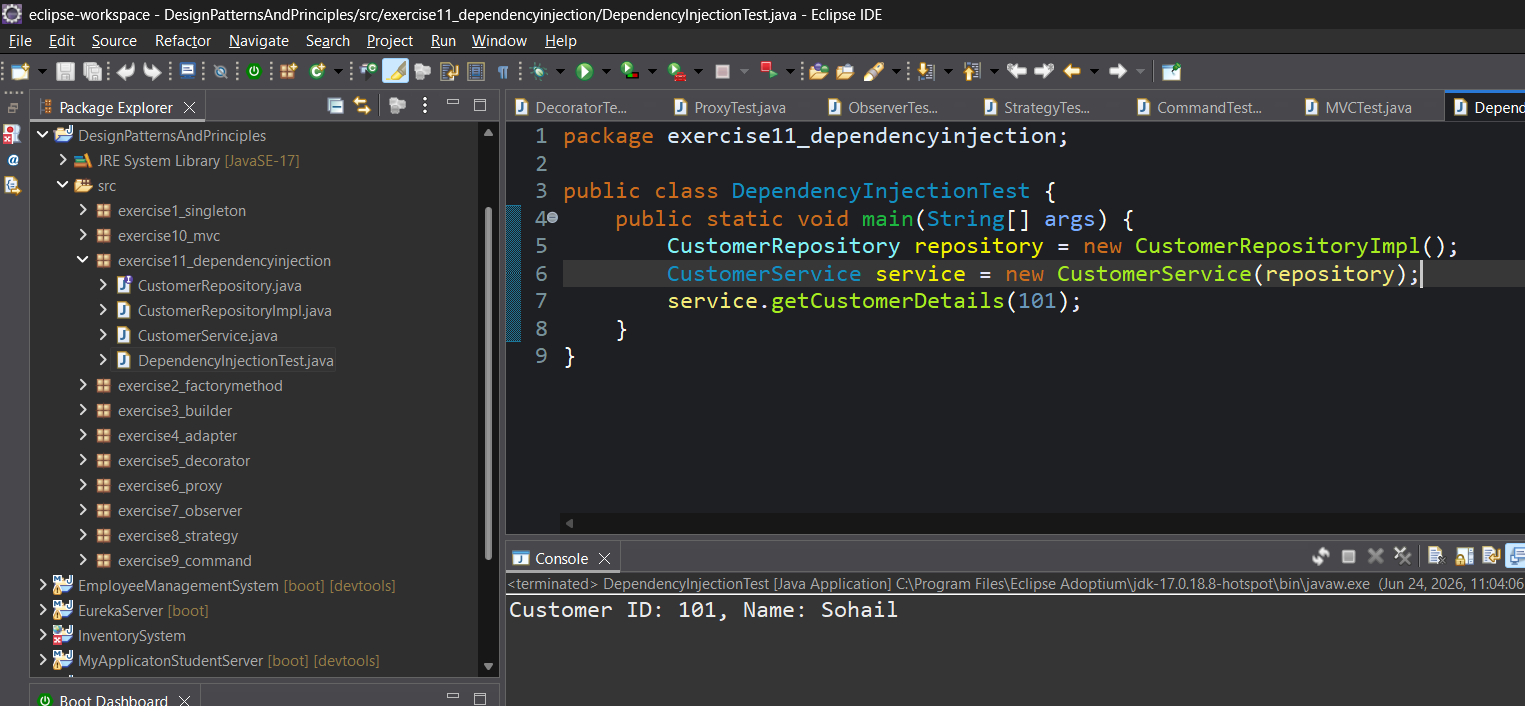 eclipse-workspace - DesignPatternsAndPrinciples/src/exercise11_dependencyinjection/DependencyInjectionTest.java - Eclipse IDE
File Edit Source Refactor Navigate Search Project Run Window Help
Package Explorer
DesignPatternsAndPrinciples
JRE System Library [JavaSE-17]
src
exercise1_singleton
exercise10_mvc
exercise11_dependencyinjection
CustomerRepository.java
CustomerRepositoryImpl.java
CustomerService.java
DependencyInjectionTest.java
exercise2_factorymethod
exercise3_builder
exercise4_adapter
exercise5_decorator
exercise6_proxy
exercise7_observer
exercise8_strategy
exercise9_command
EmployeeManagementSystem [boot] [devtools]
EurekaServer [boot]
InventorySystem
MyApplicatonStudentServer [boot] [devtools]
Boot Dashboard
DecoratorTe... ProxyTest.java ObserverTes... StrategyTes... CommandTest... MVCTest.java Depend
1 package exercise11_dependencyinjection;
2
3 public class DependencyInjectionTest {
4 public static void main(String[] args) {
5 CustomerRepository repository = new CustomerRepositoryImpl();
6 CustomerService service = new CustomerService(repository);
7 service.getCustomerDetails(101);
8 }
9 }
Console
<terminated> DependencyInjectionTest [Java Application] C:\Program Files\Eclipse Adoptium\jdk-17.0.18.8-hotspot\bin\javaw.exe (Jun 24, 2026, 11:04:06
Customer ID: 101, Name: Sohail